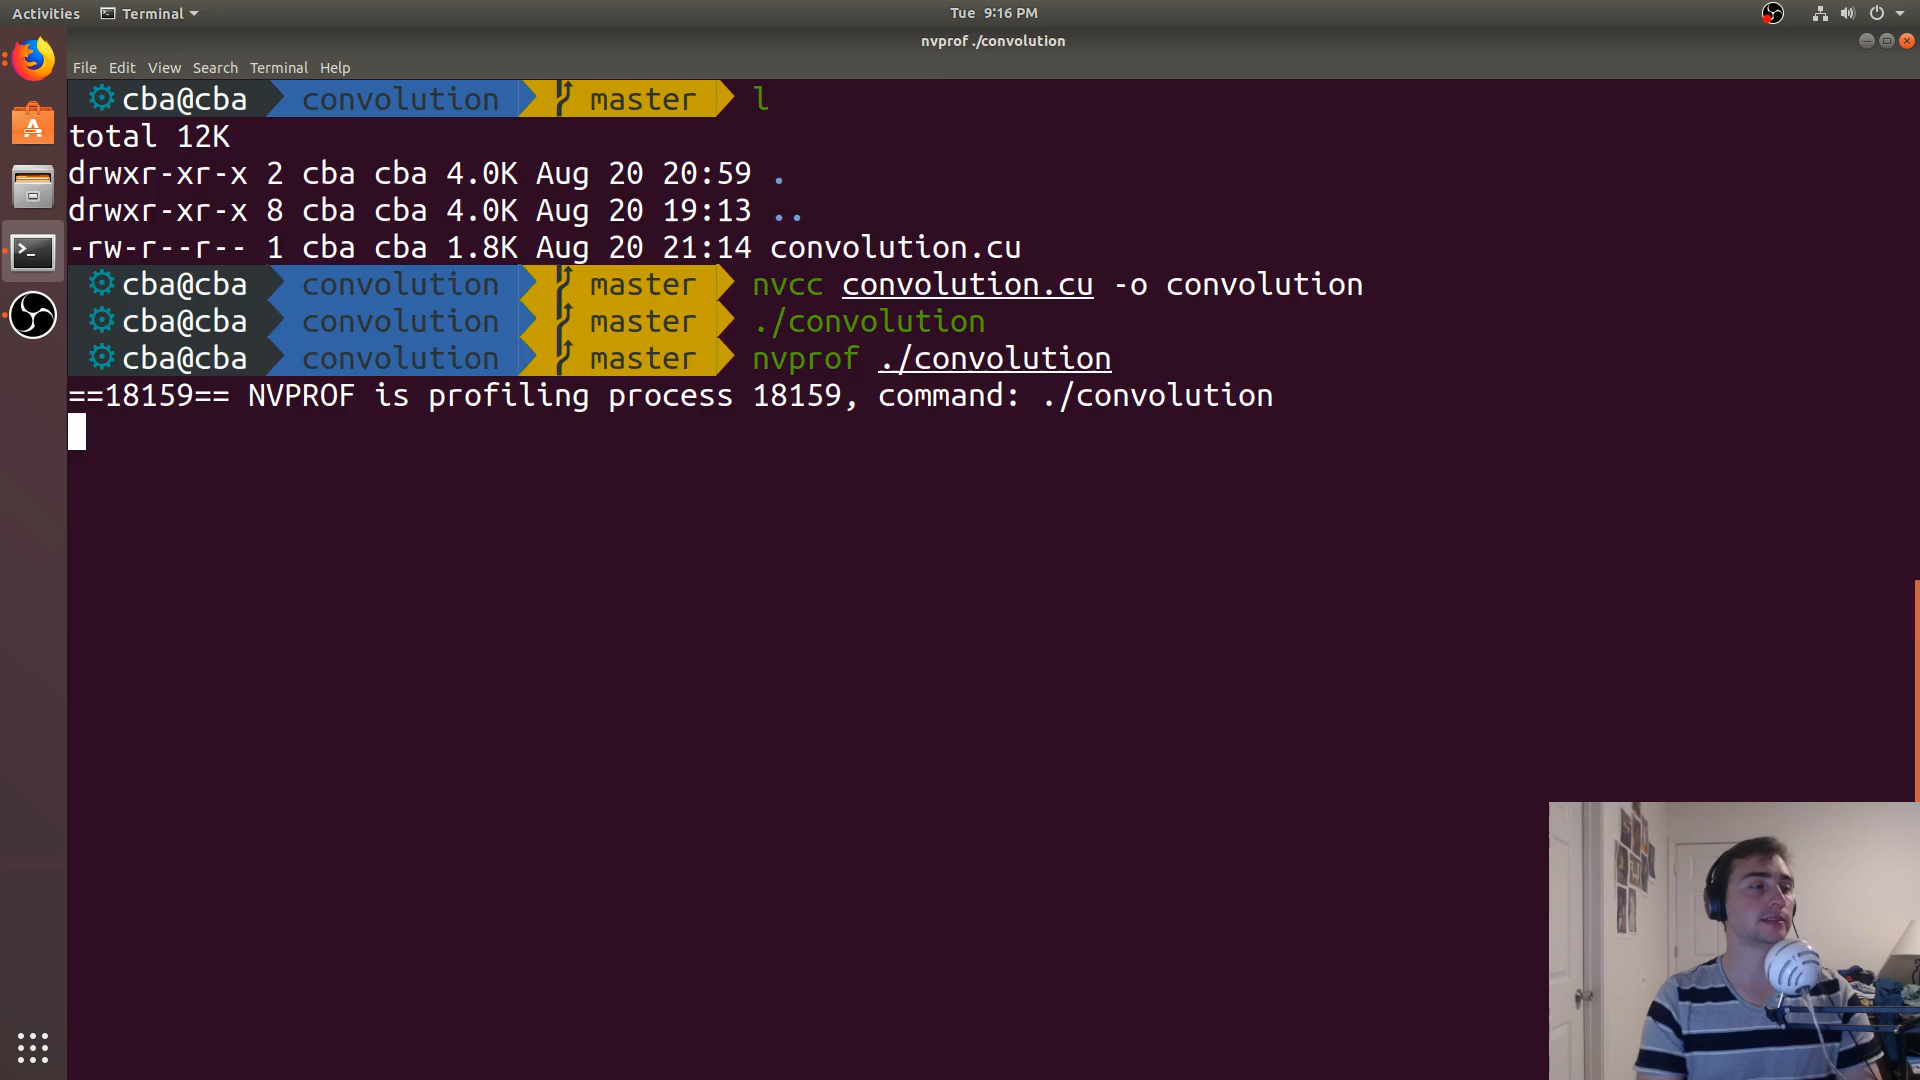 Activities Terminal Tue 9:16 PM
nvprof ./convolution
File Edit View Search Terminal Help
cba@cba convolution master l
total 12K
drwxr-xr-x 2 cba cba 4.0K Aug 20 20:59 .
drwxr-xr-x 8 cba cba 4.0K Aug 20 19:13 ..
-rw-r--r-- 1 cba cba 1.8K Aug 20 21:14 convolution.cu
cba@cba convolution master nvcc convolution.cu -o convolution
cba@cba convolution master ./convolution
cba@cba convolution master nvprof ./convolution
==18159== NVPROF is profiling process 18159, command: ./convolution